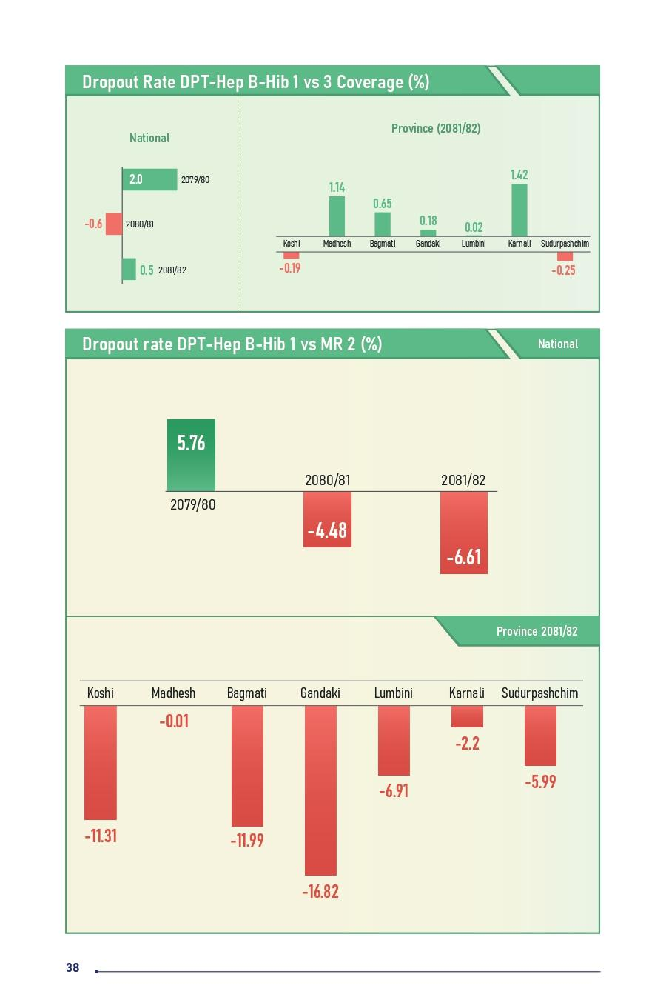 Dropout Rate DPT-Hep B-Hib 1 vs 3 Coverage (%)
National
2.0 2079/80
-0.6 2080/81
0.5 2081/82
Province (2081/82)
1.14 0.65 0.18 0.02 1.42
Koshi Madhesh Bagmati Gandaki Lumbini Karnali Sudurpashchim
-0.19 -0.25
Dropout rate DPT-Hep B-Hib 1 vs MR 2 (%)
National
5.76
2080/81 2081/82
2079/80
-4.48
-6.61
Province 2081/82
Koshi Madhesh Bagmati Gandaki Lumbini Karnali Sudurpashchim
-0.01
-2.2
-5.99
-6.91
-11.31
-11.99
-16.82
38